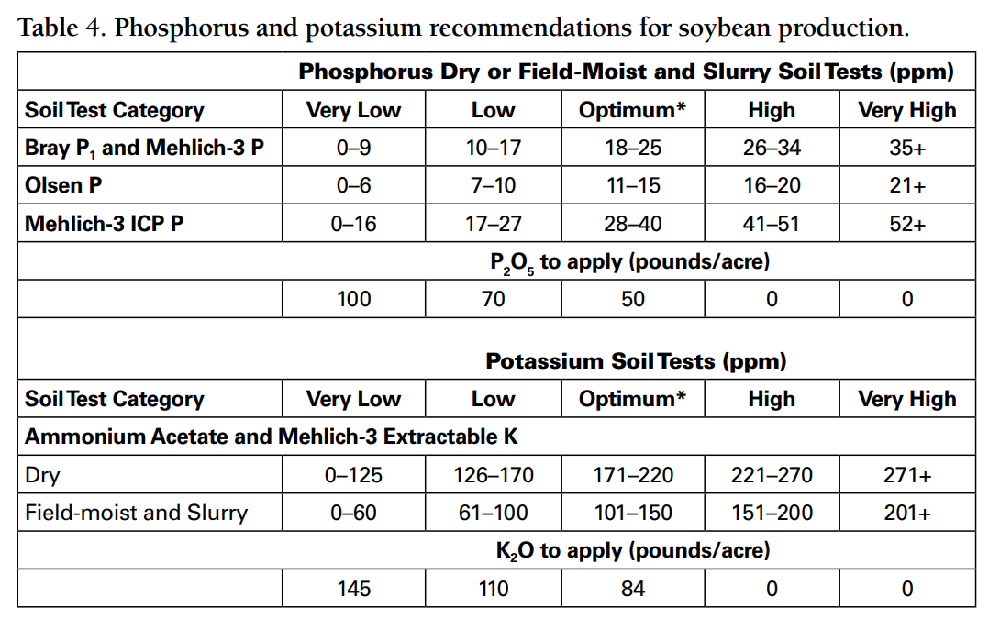 Table 4. Phosphorus and potassium recommendations for soybean production.
Phosphorus Dry or Field-Moist and Slurry Soil Tests (ppm)
Soil Test Category Very Low Low Optimum* High Very High
Bray P₁ and Mehlich-3 P 0–9 10–17 18–25 26–34 35+
Olsen P 0–6 7–10 11–15 16–20 21+
Mehlich-3 ICP P 0–16 17–27 28–40 41–51 52+
P₂O₅ to apply (pounds/acre)
100 70 50 0 0
Potassium Soil Tests (ppm)
Soil Test Category Very Low Low Optimum* High Very High
Ammonium Acetate and Mehlich-3 Extractable K
Dry 0–125 126–170 171–220 221–270 271+
Field-moist and Slurry 0–60 61–100 101–150 151–200 201+
K₂O to apply (pounds/acre)
145 110 84 0 0